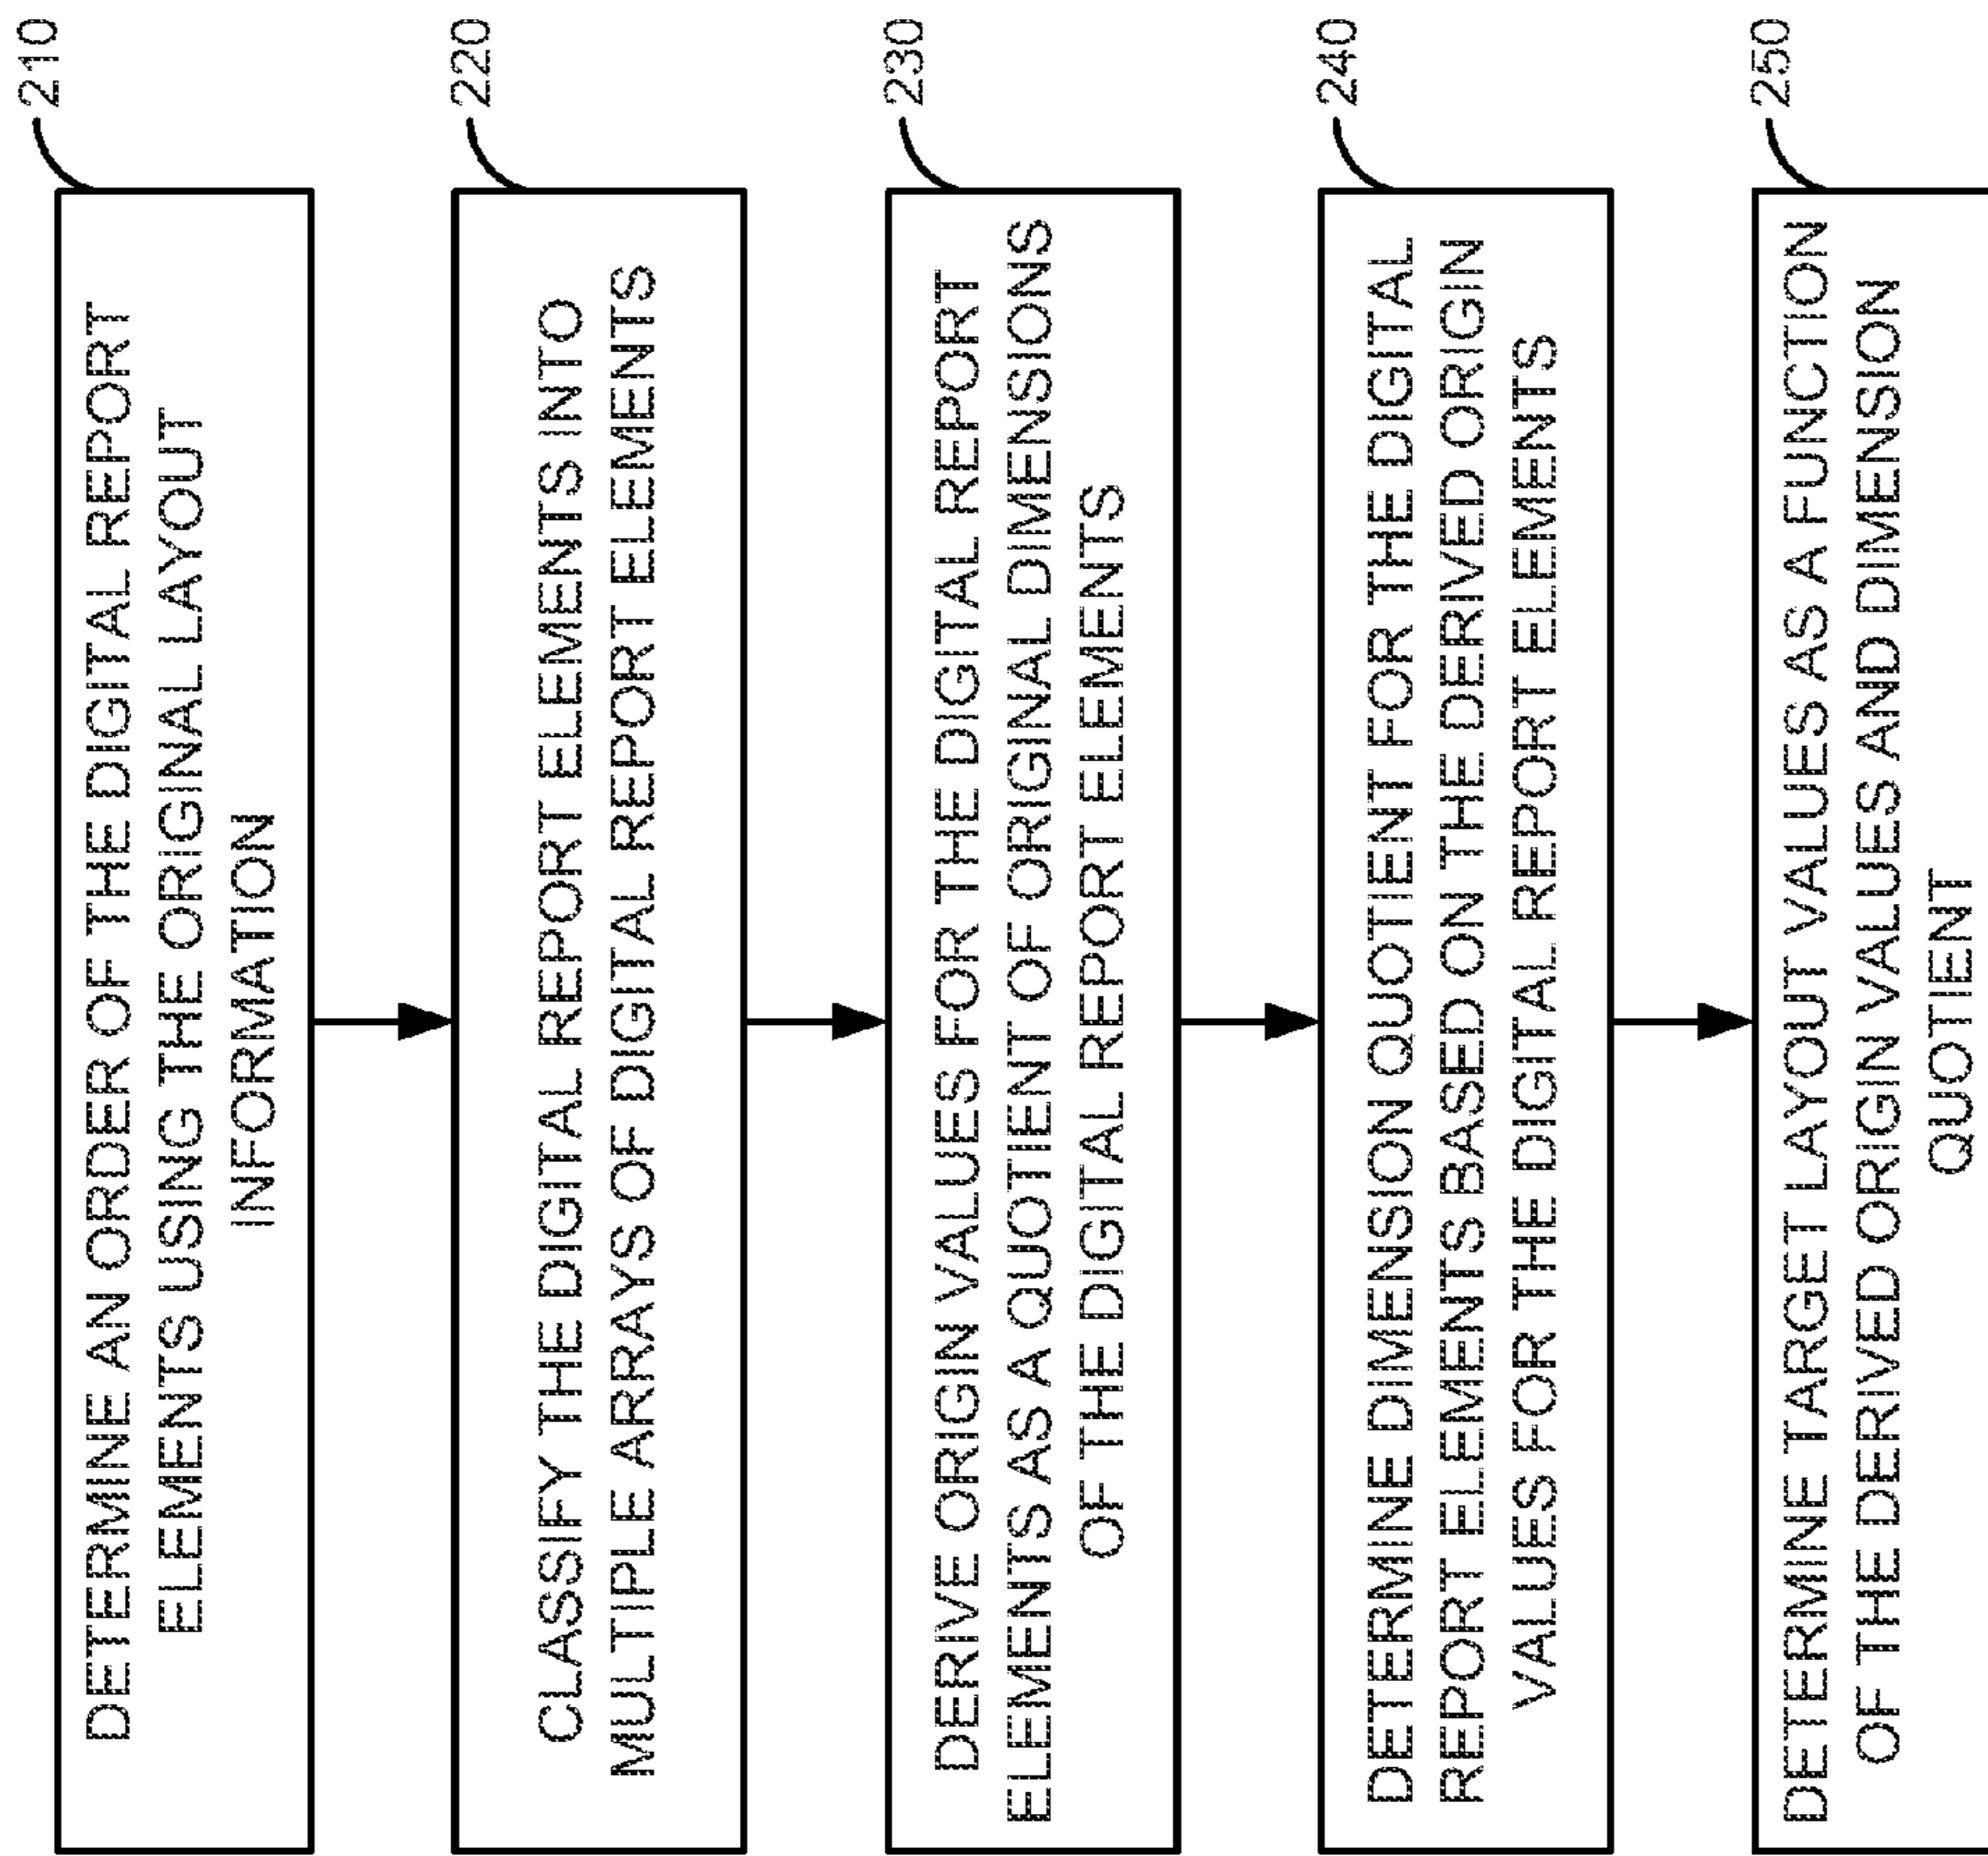 210
DETERMINE AN ORDER OF THE DIGITAL REPORT
ELEMENTS USING THE ORIGINAL LAYOUT
INFORMATION
220
CLASSIFY THE DIGITAL REPORT ELEMENTS INTO
MULTIPLE ARRAYS OF DIGITAL REPORT ELEMENTS
230
DERIVE ORIGIN VALUES FOR THE DIGITAL REPORT
ELEMENTS AS A QUOTIENT OF ORIGINAL DIMENSIONS
OF THE DIGITAL REPORT ELEMENTS
240
DETERMINE DIMENSION QUOTIENT FOR THE DIGITAL
REPORT ELEMENTS BASED ON THE DERIVED ORIGIN
VALUES FOR THE DIGITAL REPORT ELEMENTS
250
DETERMINE TARGET LAYOUT VALUES AS A FUNCTION
OF THE DERIVED ORIGIN VALUES AND DIMENSION
QUOTIENT